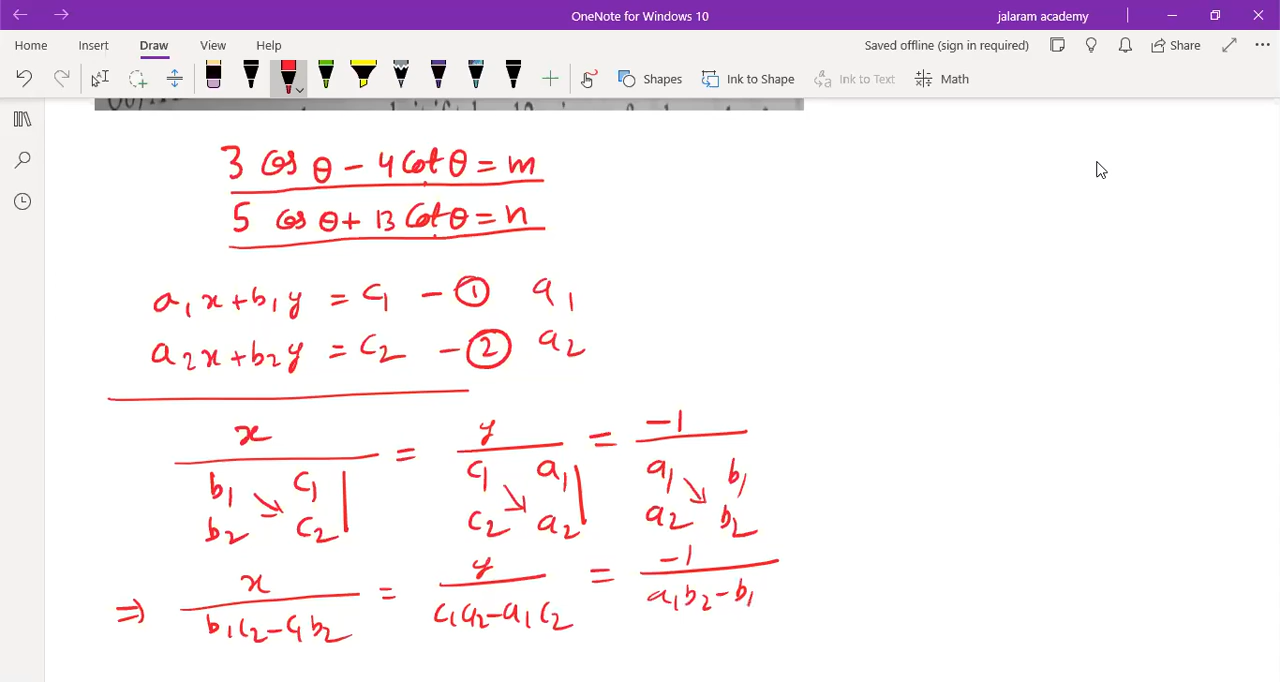 OneNote for Windows 10
jalaram academy
Home Insert Draw View Help
Saved offline (sign in required)
Share
Shapes
Ink to Shape
Ink to Text
Math
3 cos θ - 4 cot θ = m
5 cos θ + 13 cot θ = n
a₁x + b₁y = c₁ - ① a₁
a₂x + b₂y = c₂ - ② a₂
x = y = -1
b₁ c₁ c₁ a₁ a₁ b₁
b₂ c₂ c₂ a₂ a₂ b₂
⇒ x = y = -1
b₁c₂ - c₁b₂ c₁a₂ - a₁c₂ a₁b₂ - b₁